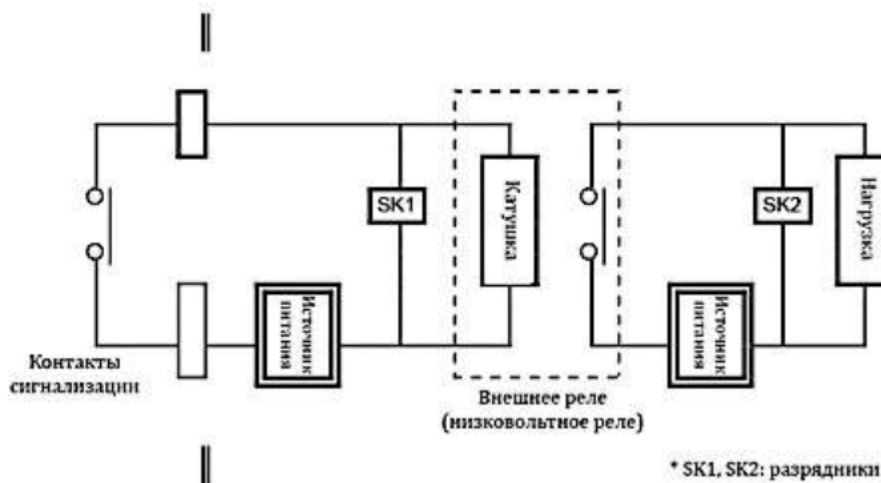 SK1
Катушка
SK2
Нагрузка
Источник
питания
Источник
питания
Контакты
сигнализации
Внешнее реле
(низковольтное реле)
* SK1, SK2: разрядники